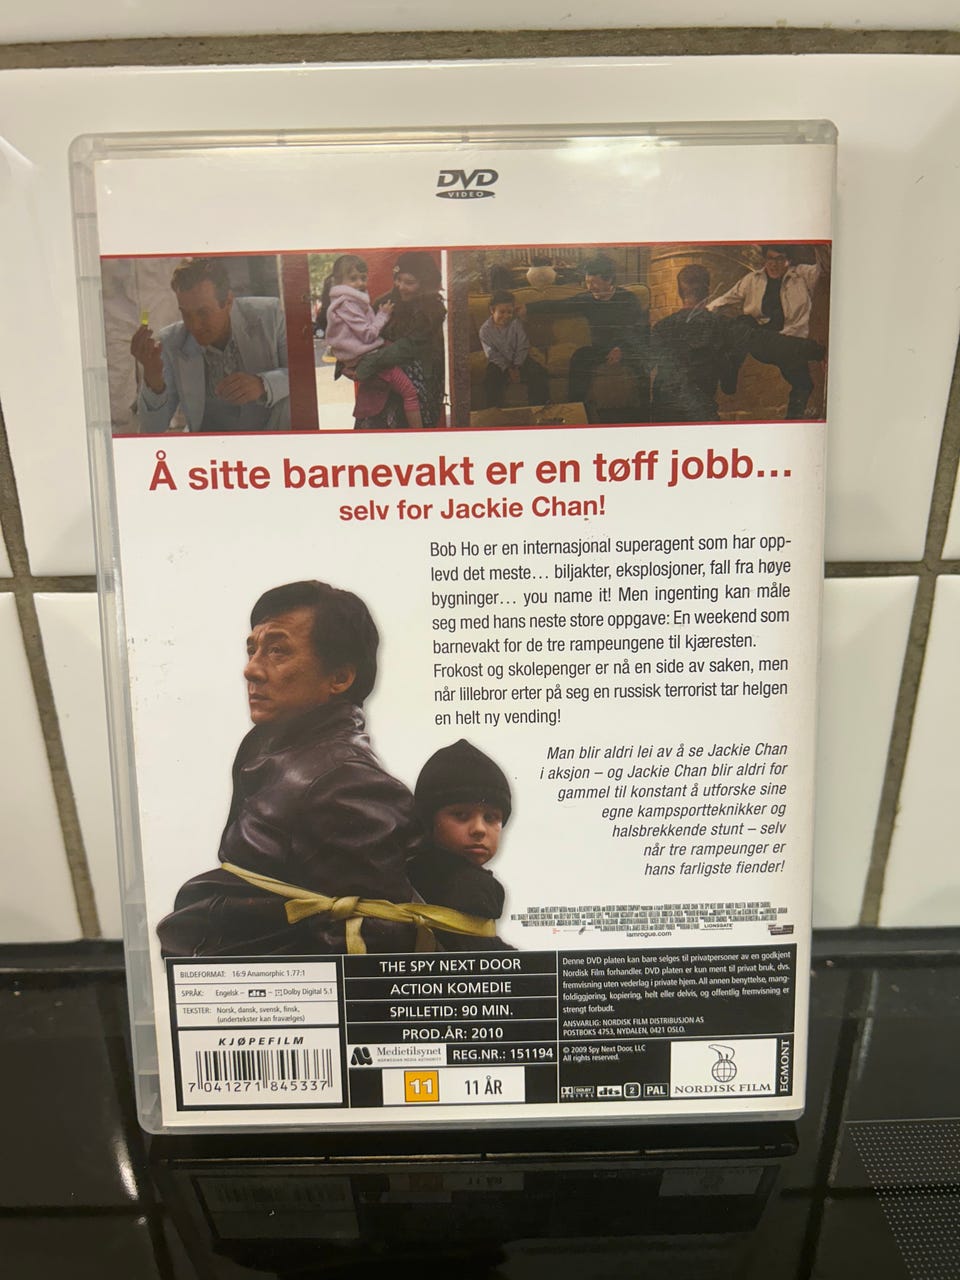 DVD
VIDEO
Å sitte barnevakt er en tøff jobb...
selv for Jackie Chan!
Bob Ho er en internasjonal superagent som har opp-
levd det meste... biljakter, eksplosjoner, fall fra høye
bygninger... you name it! Men ingenting kan måle
seg med hans neste store oppgave: En weekend som
barnevakt for de tre rampeungene til kjæresten.
Frokost og skolepenger er nå en side av saken, men
når lillebror erter på seg en russisk terrorist tar helgen
en helt ny vending!
Man blir aldri lei av å se Jackie Chan
i aksjon – og Jackie Chan blir aldri for
gammel til konstant å utforske sine
egne kampsportteknikker og
halsbrekkende stunt – selv
når tre rampeunger er
hans farligste fiender!
LIONSGATE
iamrogue.com
BILDEFORMAT: 16:9 Anamorphic 1.77:1
SPRÅK: Engelsk – dts – Dolby Digital 5.1
TEKSTER: Norsk, dansk, svensk, finsk,
(undertekster kan fravælges)
KJØPEFILM
7 041271 845337
THE SPY NEXT DOOR
ACTION KOMEDIE
SPILLETID: 90 MIN.
PROD.ÅR: 2010
Medietilsynet
NORWEGIAN MEDIA AUTHORITY
REG.NR.: 151194
11 11 ÅR
Denne DVD platen kan bare selges til privatpersoner av en godkjent
Nordisk Film forhandler. DVD platen er kun ment til privat bruk, dvs.
fremvisning uten vederlag i private hjem. All annen benyttelse, mang-
foldiggjøring, kopiering, helt eller delvis, og offentlig fremvisning er
strengt forbudt.
ANSVARLIG: NORDISK FILM DISTRIBUSJON AS
POSTBOKS 4753, NYDALEN, 0421 OSLO.
© 2009 Spy Next Door, LLC
All rights reserved.
DOLBY
DIGITAL
dts
2
PAL
NORDISK FILM
EGMONT